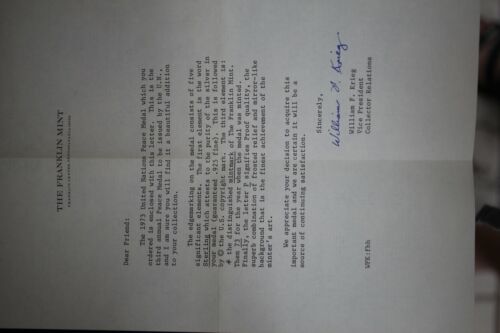 THE FRANKLIN MINT
Dear Friend:
The 1973 United Nations Peace Medal which you
ordered is enclosed with this letter. This is the
third annual Peace Medal to be issued by the U.N.,
and I am sure you will find it a beautiful addition
to your collection.
The edgemarking on the medal consists of five
significant elements. The first element is the word
Sterling which attests to the purity of the silver in
your medal (guaranteed .925 fine). This is followed
by © the U.N. copyright mark. The third element is:
the distinguished mintmark of The Franklin Mint.
Then 73 for the year when the medal was minted.
Finally, the letter P signifies Proof quality, the
superb combination of frosted relief and mirror-like
background that is the finest achievement of the
minter's art.
We appreciate your decision to acquire this
important medal and we are certain it will be a
source of continuing satisfaction.
Sincerely,
William F. Krieg
William F. Krieg
Vice President
Collector Relations
WFK:fhh